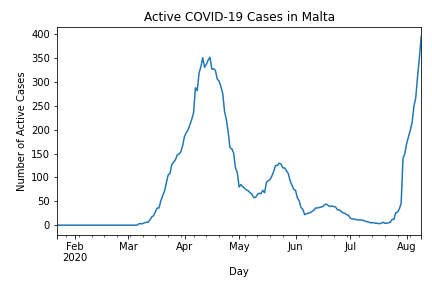 Active COVID-19 Cases in Malta
Number of Active Cases
400
350
300
250
200
150
100
50
0
Feb Mar Apr May Jun Jul Aug
2020
Day